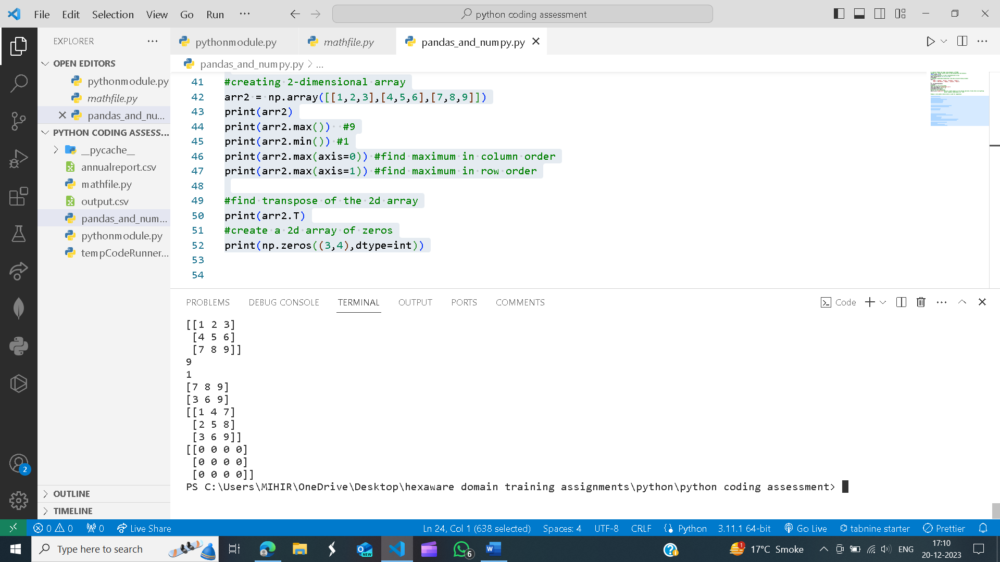 File Edit Selection View Go Run ··· python coding assessment
EXPLORER ···
OPEN EDITORS
pythonmodule.py
mathfile.py
pandas_and_nu...
PYTHON CODING ASSESS...
__pycache__
annualreport.csv
mathfile.py
output.csv
pandas_and_num...
pythonmodule.py
tempCodeRunner...
OUTLINE
TIMELINE
pythonmodule.py mathfile.py pandas_and_numpy.py
pandas_and_numpy.py > ...
41 #creating 2-dimensional array
42 arr2 = np.array([[1,2,3],[4,5,6],[7,8,9]])
43 print(arr2)
44 print(arr2.max())  #9
45 print(arr2.min()) #1
46 print(arr2.max(axis=0)) #find maximum in column order
47 print(arr2.max(axis=1)) #find maximum in row order
48
49 #find transpose of the 2d array
50 print(arr2.T)
51 #create a 2d array of zeros
52 print(np.zeros((3,4),dtype=int))
53
54
PROBLEMS DEBUG CONSOLE TERMINAL OUTPUT PORTS COMMENTS Code
[[1 2 3]
 [4 5 6]
 [7 8 9]]
9
1
[7 8 9]
[3 6 9]
[[1 4 7]
 [2 5 8]
 [3 6 9]]
[[0 0 0 0]
 [0 0 0 0]
 [0 0 0 0]]
PS C:\Users\MIHIR\OneDrive\Desktop\hexaware domain training assignments\python\python coding assessment>
2
0 0 0 Live Share Ln 24, Col 1 (638 selected) Spaces: 4 UTF-8 CRLF Python 3.11.1 64-bit Go Live tabnine starter Prettier
Type here to search NEW 6 1 17°C Smoke ENG 17:10
20-12-2023